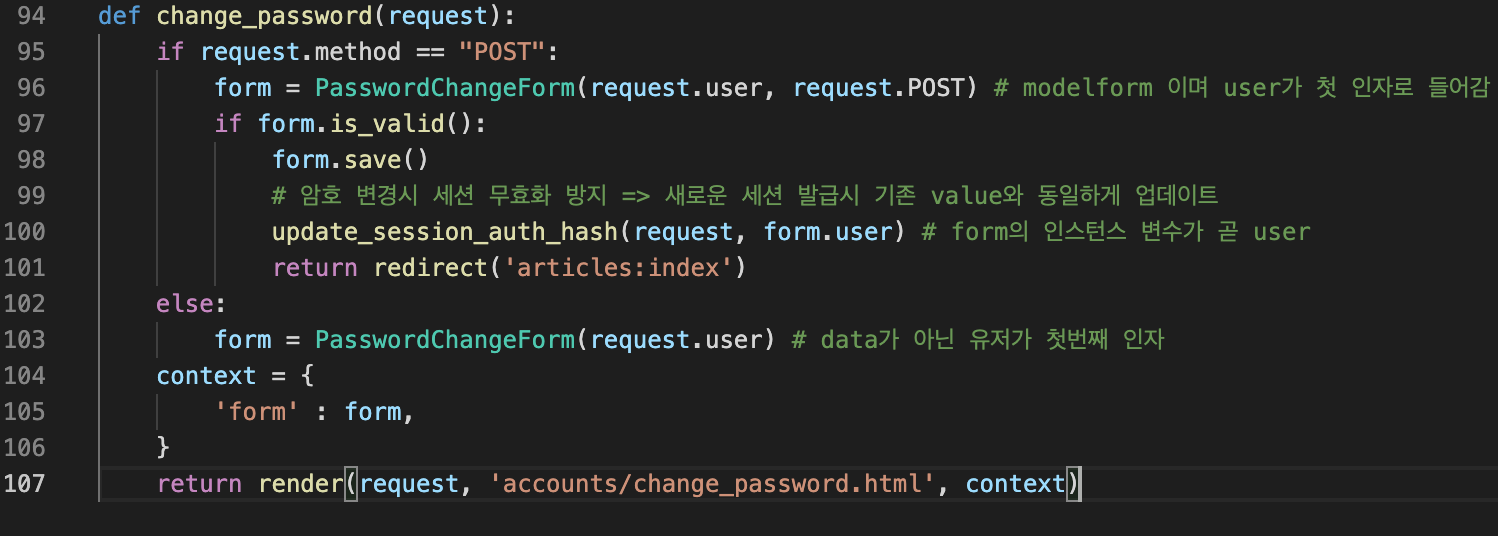 94 def change_password(request):
95 if request.method == "POST":
96 form = PasswordChangeForm(request.user, request.POST) # modelform 이며 user가 첫 인자로 들어감
97 if form.is_valid():
98 form.save()
99 # 암호 변경시 세션 무효화 방지 => 새로운 세션 발급시 기존 value와 동일하게 업데이트
100 update_session_auth_hash(request, form.user) # form의 인스턴스 변수가 곧 user
101 return redirect('articles:index')
102 else:
103 form = PasswordChangeForm(request.user) # data가 아닌 유저가 첫번째 인자
104 context = {
105 'form' : form,
106 }
107 return render(request, 'accounts/change_password.html', context)